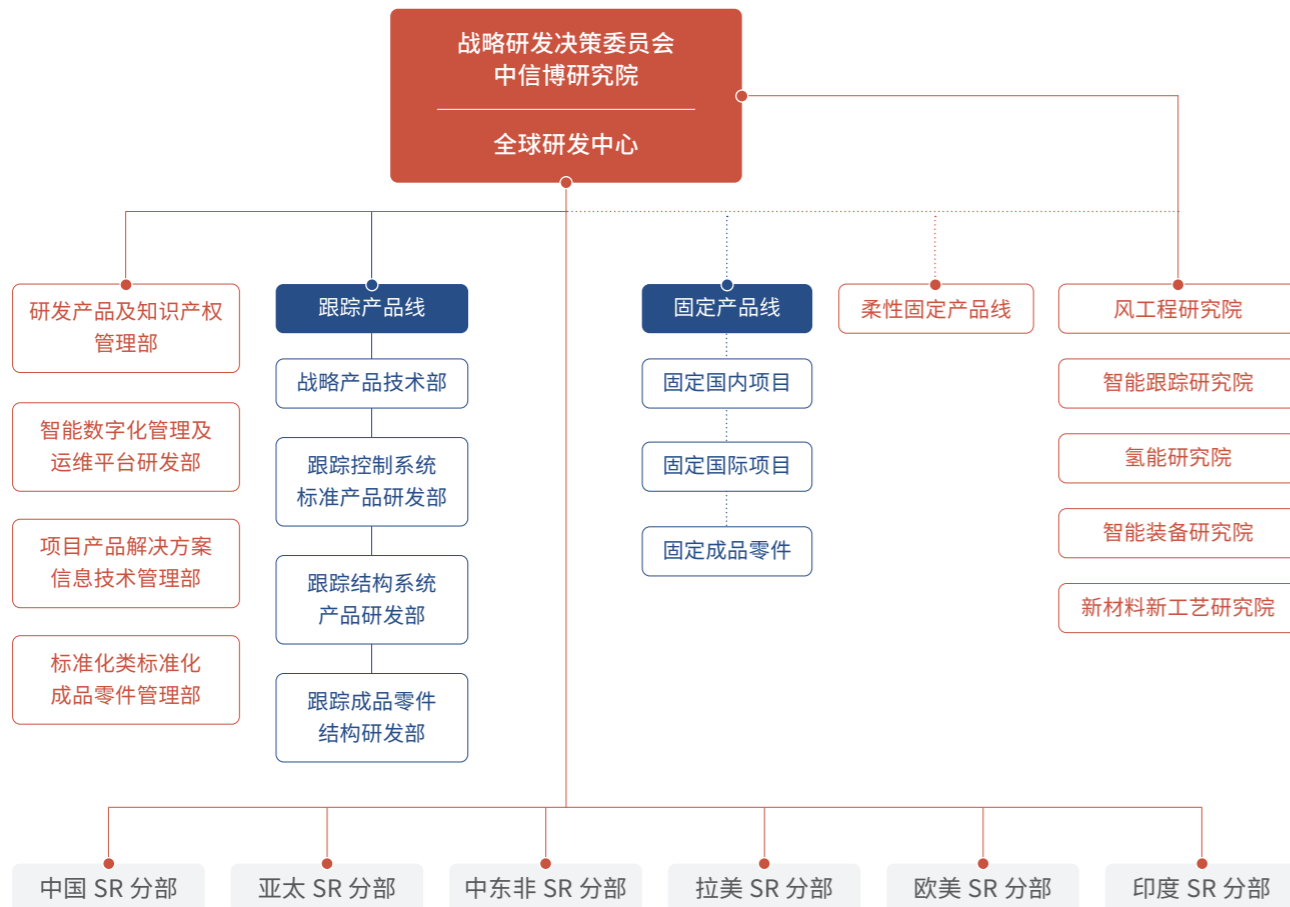 战略研发决策委员会
中信博研究院
全球研发中心
研发产品及知识产权
管理部
智能数字化管理及
运维平台研发部
项目产品解决方案
信息技术管理部
标准化类标准化
成品零件管理部
跟踪产品线
战略产品技术部
跟踪控制系统
标准产品研发部
跟踪结构系统
产品研发部
跟踪成品零件
结构研发部
固定产品线
固定国内项目
固定国际项目
固定成品零件
柔性固定产品线
风工程研究院
智能跟踪研究院
氢能研究院
智能装备研究院
新材料新工艺研究院
中国 SR 分部
亚太 SR 分部
中东非 SR 分部
拉美 SR 分部
欧美 SR 分部
印度 SR 分部